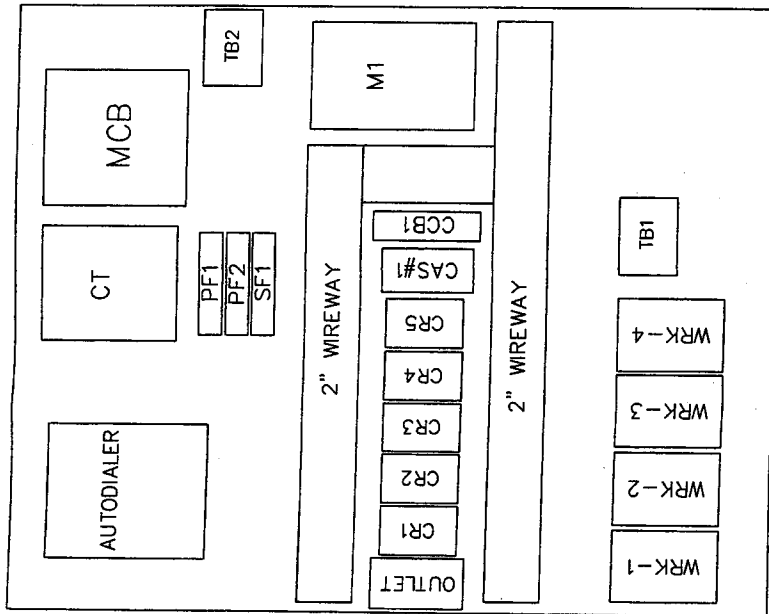 TB2
MCB
M1
CT
PF1
PF2
SF1
2" WIREWAY
CCB1
CAS#1
CR5
CR4
CR3
CR2
CR1
OUTLET
2" WIREWAY
TB1
AUTODIALER
WRK-4
WRK-3
WRK-2
WRK-1